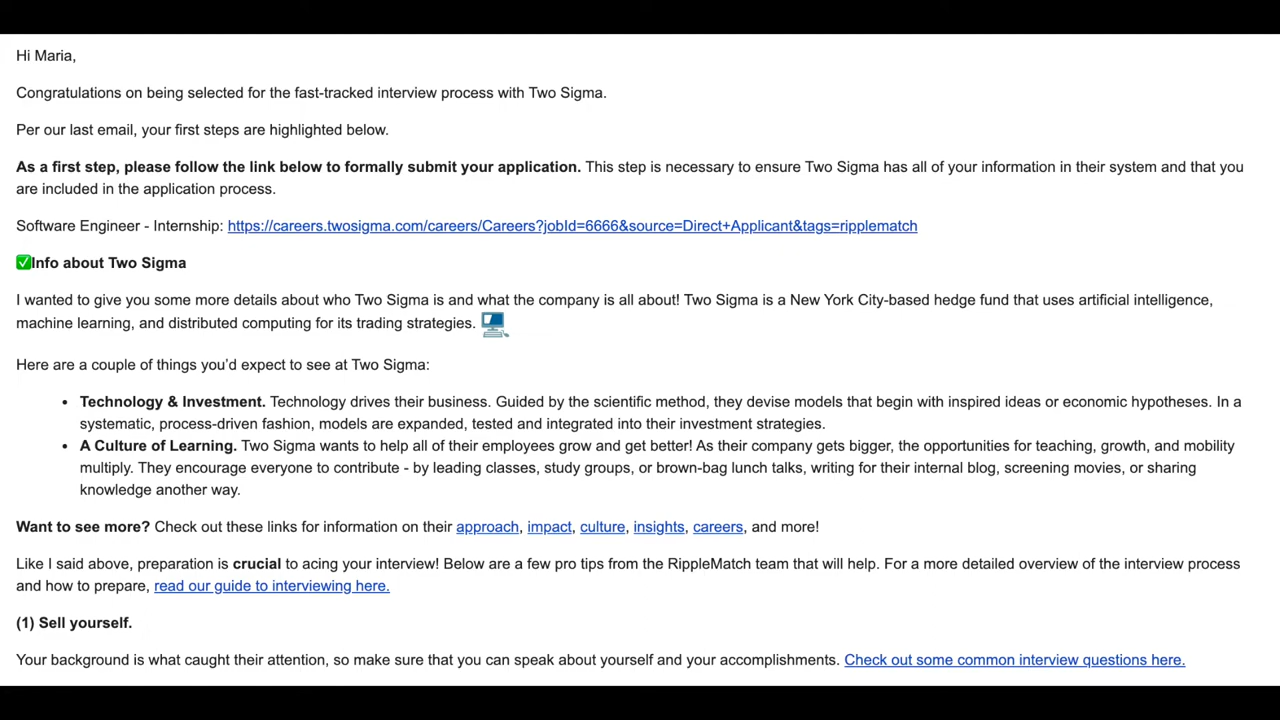 Hi Maria,
Congratulations on being selected for the fast-tracked interview process with Two Sigma.
Per our last email, your first steps are highlighted below.
As a first step, please follow the link below to formally submit your application. This step is necessary to ensure Two Sigma has all of your information in their system and that you
are included in the application process.
Software Engineer - Internship: https://careers.twosigma.com/careers/Careers?jobId=6666&source=Direct+Applicant&tags=ripplematch
✅Info about Two Sigma
I wanted to give you some more details about who Two Sigma is and what the company is all about! Two Sigma is a New York City-based hedge fund that uses artificial intelligence,
machine learning, and distributed computing for its trading strategies.
Here are a couple of things you’d expect to see at Two Sigma:
• Technology & Investment. Technology drives their business. Guided by the scientific method, they devise models that begin with inspired ideas or economic hypotheses. In a
systematic, process-driven fashion, models are expanded, tested and integrated into their investment strategies.
• A Culture of Learning. Two Sigma wants to help all of their employees grow and get better! As their company gets bigger, the opportunities for teaching, growth, and mobility
multiply. They encourage everyone to contribute - by leading classes, study groups, or brown-bag lunch talks, writing for their internal blog, screening movies, or sharing
knowledge another way.
Want to see more? Check out these links for information on their approach, impact, culture, insights, careers, and more!
Like I said above, preparation is crucial to acing your interview! Below are a few pro tips from the RippleMatch team that will help. For a more detailed overview of the interview process
and how to prepare, read our guide to interviewing here.
(1) Sell yourself.
Your background is what caught their attention, so make sure that you can speak about yourself and your accomplishments. Check out some common interview questions here.